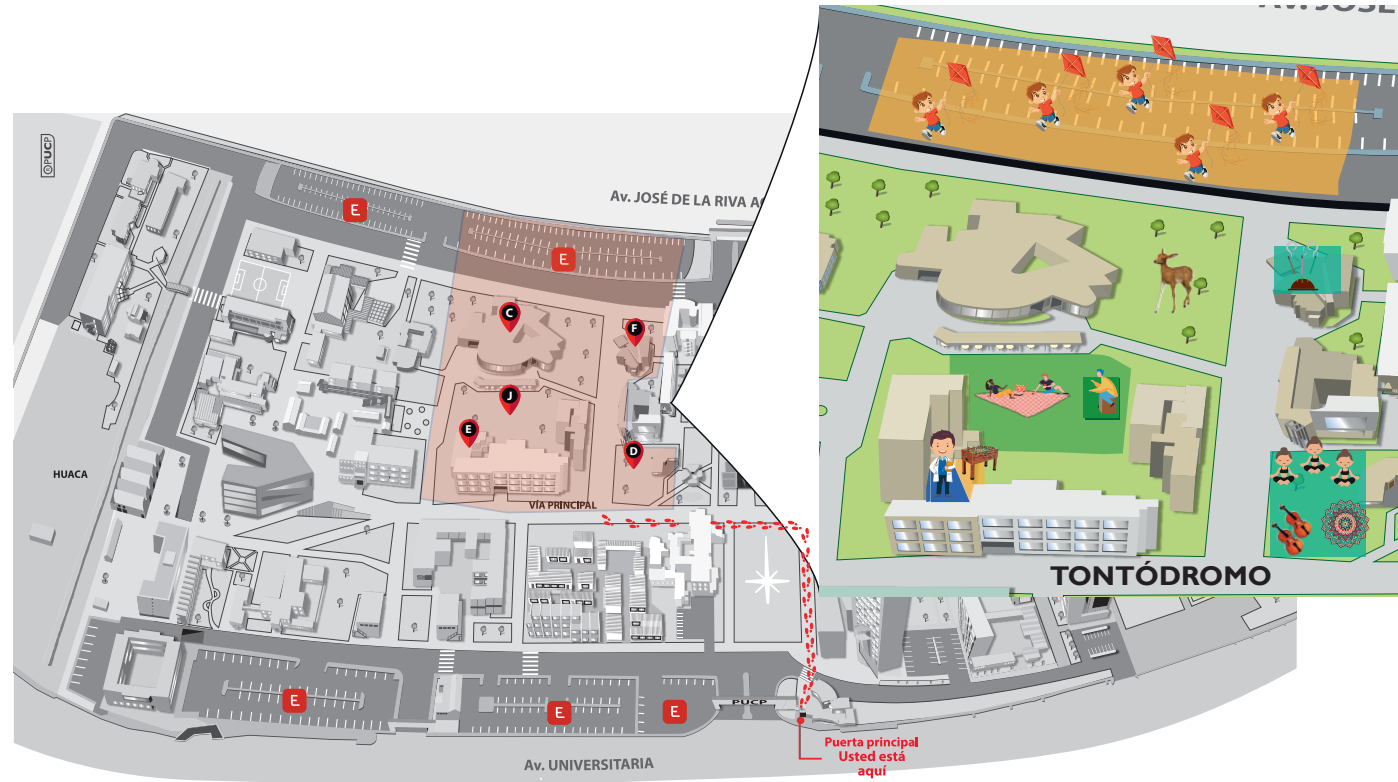 Av. JOSÉ
©PUCP
Av. JOSÉ DE LA RIVA AG
E
E
C
F
J
E
D
HUACA
VÍA PRINCIPAL
TONTÓDROMO
E
E
E
PUCP
Puerta principal
Usted está
aquí
Av. UNIVERSITARIA